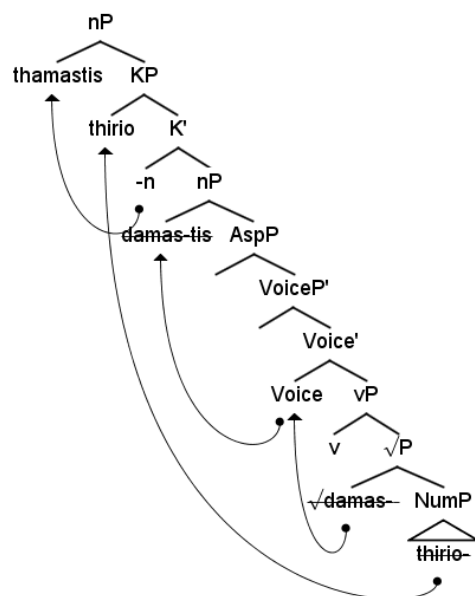 nP
thamastis KP
thirio K'
-n nP
damas-tis AspP
VoiceP'
Voice'
Voice vP
v √P
√damas- NumP
thirio-